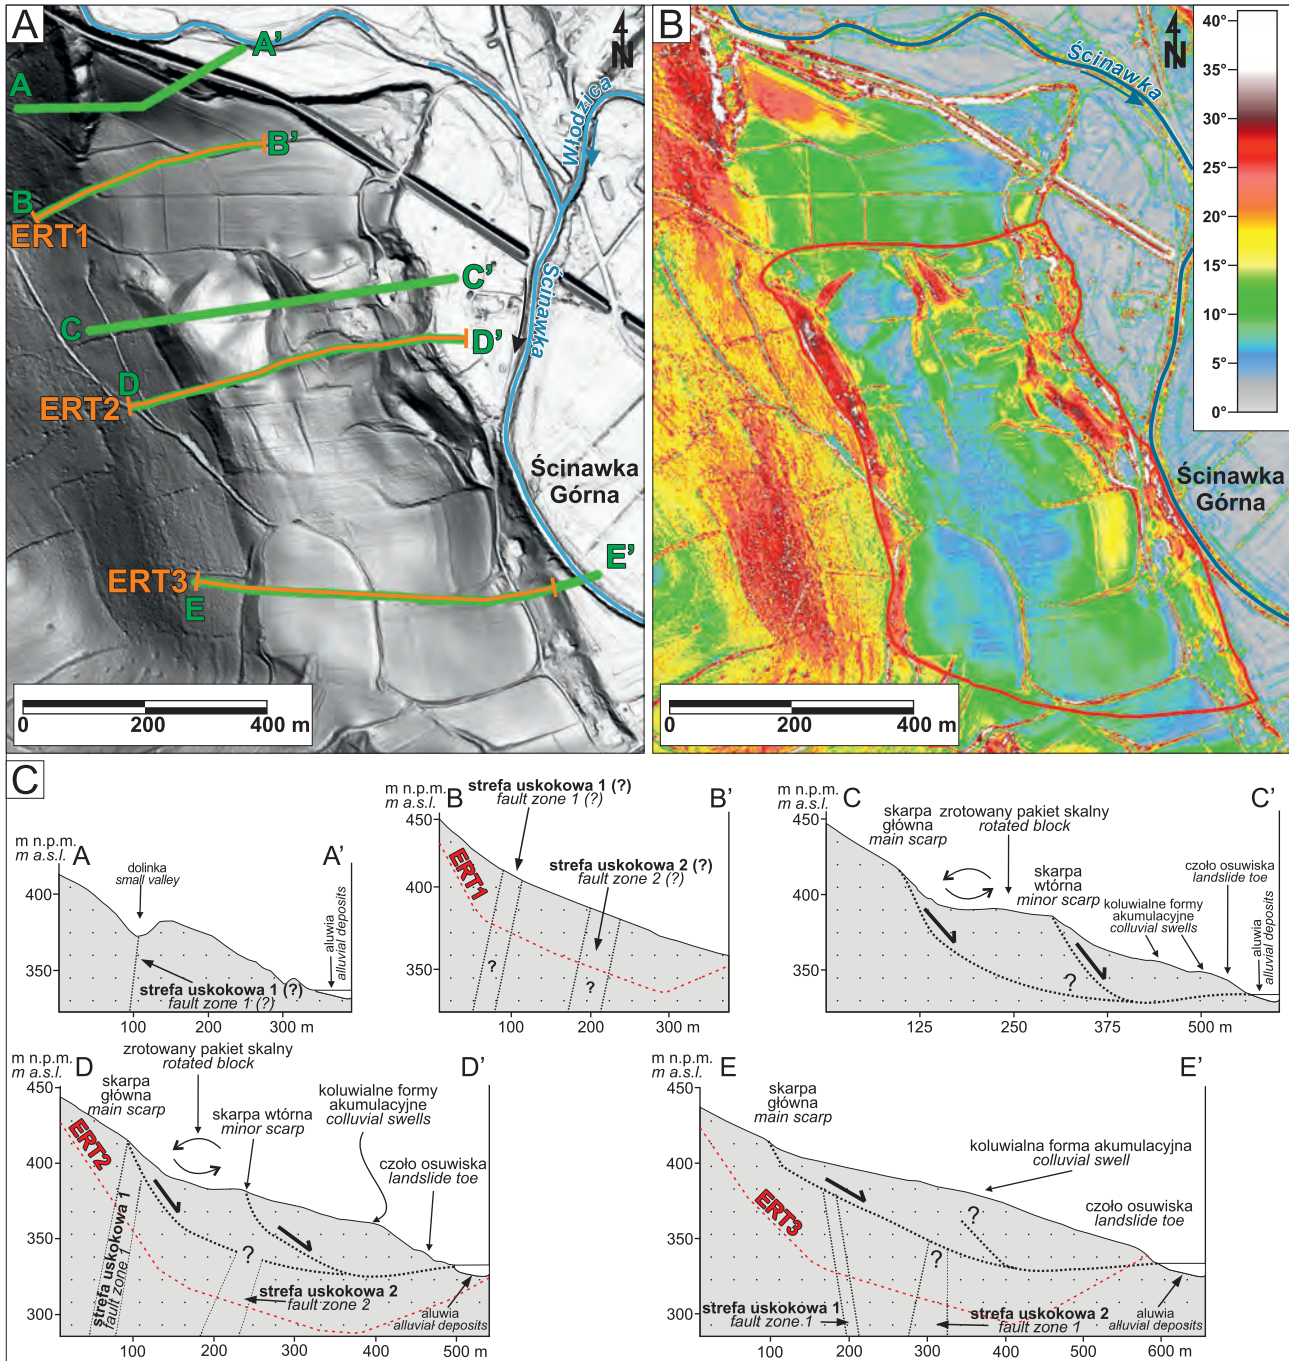 A
A
A'
N
B
B'
ERT1
C
C'
D
D'
ERT2
ERT3
E
E'
Włodzica
Ścinawka
Ścinawka
Górna
0
200
400 m
B
N
Ścinawka
40°
35°
30°
25°
20°
15°
10°
5°
0°
Ścinawka
Górna
0
200
400 m
C
m n.p.m.
m a.s.l.
A
A'
400
350
dolinka
small valley
strefa uskokowa 1 (?)
fault zone 1 (?)
aluwia
alluvial deposits
100
200
300 m
m n.p.m.
m a.s.l.
B
B'
450
400
350
strefa uskokowa 1 (?)
fault zone 1 (?)
strefa uskokowa 2 (?)
fault zone 2 (?)
ERT1
?
?
100
200
300 m
m n.p.m.
m a.s.l.
C
C'
450
400
350
skarpa
główna
main scarp
zrotowany pakiet skalny
rotated block
skarpa
wtórna
minor scarp
koluwialne formy
akumulacyjne
colluvial swells
czoło osuwiska
landslide toe
aluwia
alluvial deposits
?
125
250
375
500 m
m n.p.m.
m a.s.l.
D
D'
450
400
350
300
skarpa
główna
main scarp
zrotowany pakiet skalny
rotated block
skarpa wtórna
minor scarp
koluwialne formy
akumulacyjne
colluvial swells
czoło osuwiska
landslide toe
ERT2
strefa uskokowa 1
fault zone 1
?
strefa uskokowa 2
fault zone 2
aluwia
alluvial deposits
100
200
300
400
500 m
m n.p.m.
m a.s.l.
E
E'
450
400
350
300
skarpa
główna
main scarp
koluwialna forma akumulacyjna
colluvial swell
czoło osuwiska
landslide toe
ERT3
?
?
strefa uskokowa 1
fault zone 1
strefa uskokowa 2
fault zone 1
aluwia
alluvial deposits
100
200
300
400
500
600 m